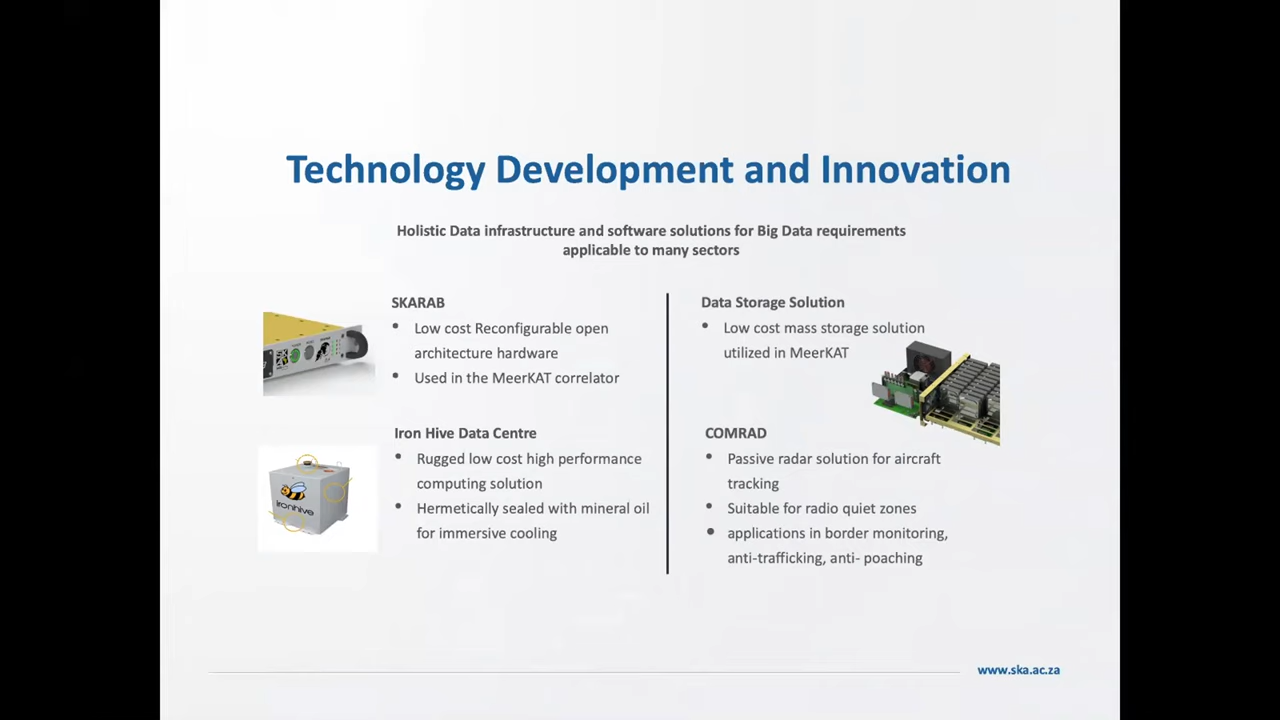 Technology Development and Innovation
Holistic Data infrastructure and software solutions for Big Data requirements
applicable to many sectors
SKARAB
• Low cost Reconfigurable open
architecture hardware
• Used in the MeerKAT correlator
Iron Hive Data Centre
• Rugged low cost high performance
computing solution
• Hermetically sealed with mineral oil
for immersive cooling
ironhive
Data Storage Solution
• Low cost mass storage solution
utilized in MeerKAT
COMRAD
• Passive radar solution for aircraft
tracking
• Suitable for radio quiet zones
• applications in border monitoring,
anti-trafficking, anti- poaching
www.ska.ac.za